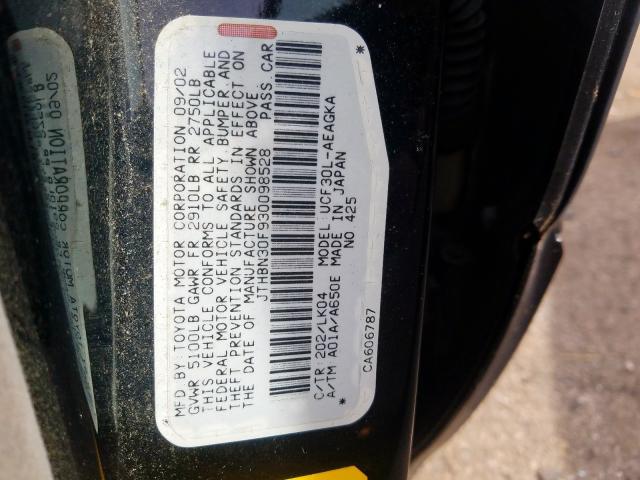 MFD BY TOYOTA MOTOR CORPORATION 09/02
GVWR 5100LB GAWR FR 2910LB RR 2750LB
THIS VEHICLE CONFORMS TO ALL APPLICABLE
FEDERAL MOTOR VEHICLE SAFETY, BUMPER AND
THEFT PREVENTION STANDARDS IN EFFECT ON
THE DATE OF MANUFACTURE SHOWN ABOVE.
JTHBN30F930098528 PASS.CAR
C/TR 202/LK04 MODEL UCF30L-AEAGKA
A/TM A01A/A650E MADE IN JAPAN
NO 425
CA606787